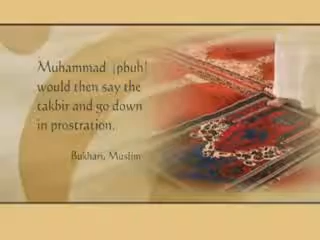 Muhammad (pbuh)
would then say the
takbir and go down
in prostration.
Bukhari, Muslim